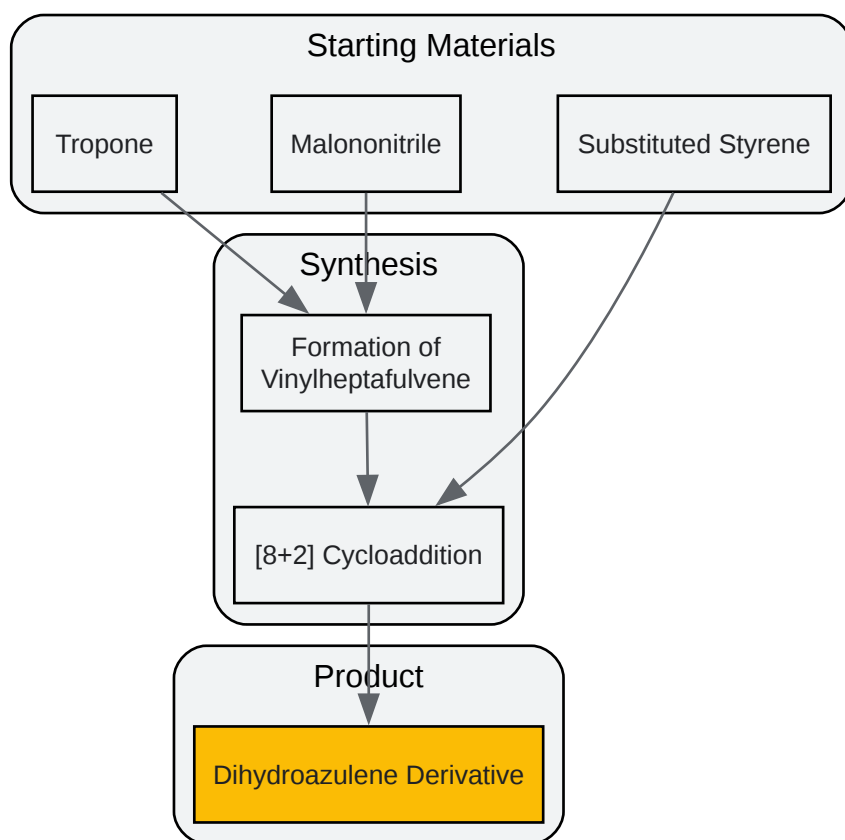 Starting Materials
Tropone
Malononitrile
Substituted Styrene
Synthesis
Formation of
Vinylheptafulvene
[8+2] Cycloaddition
Product
Dihydroazulene Derivative